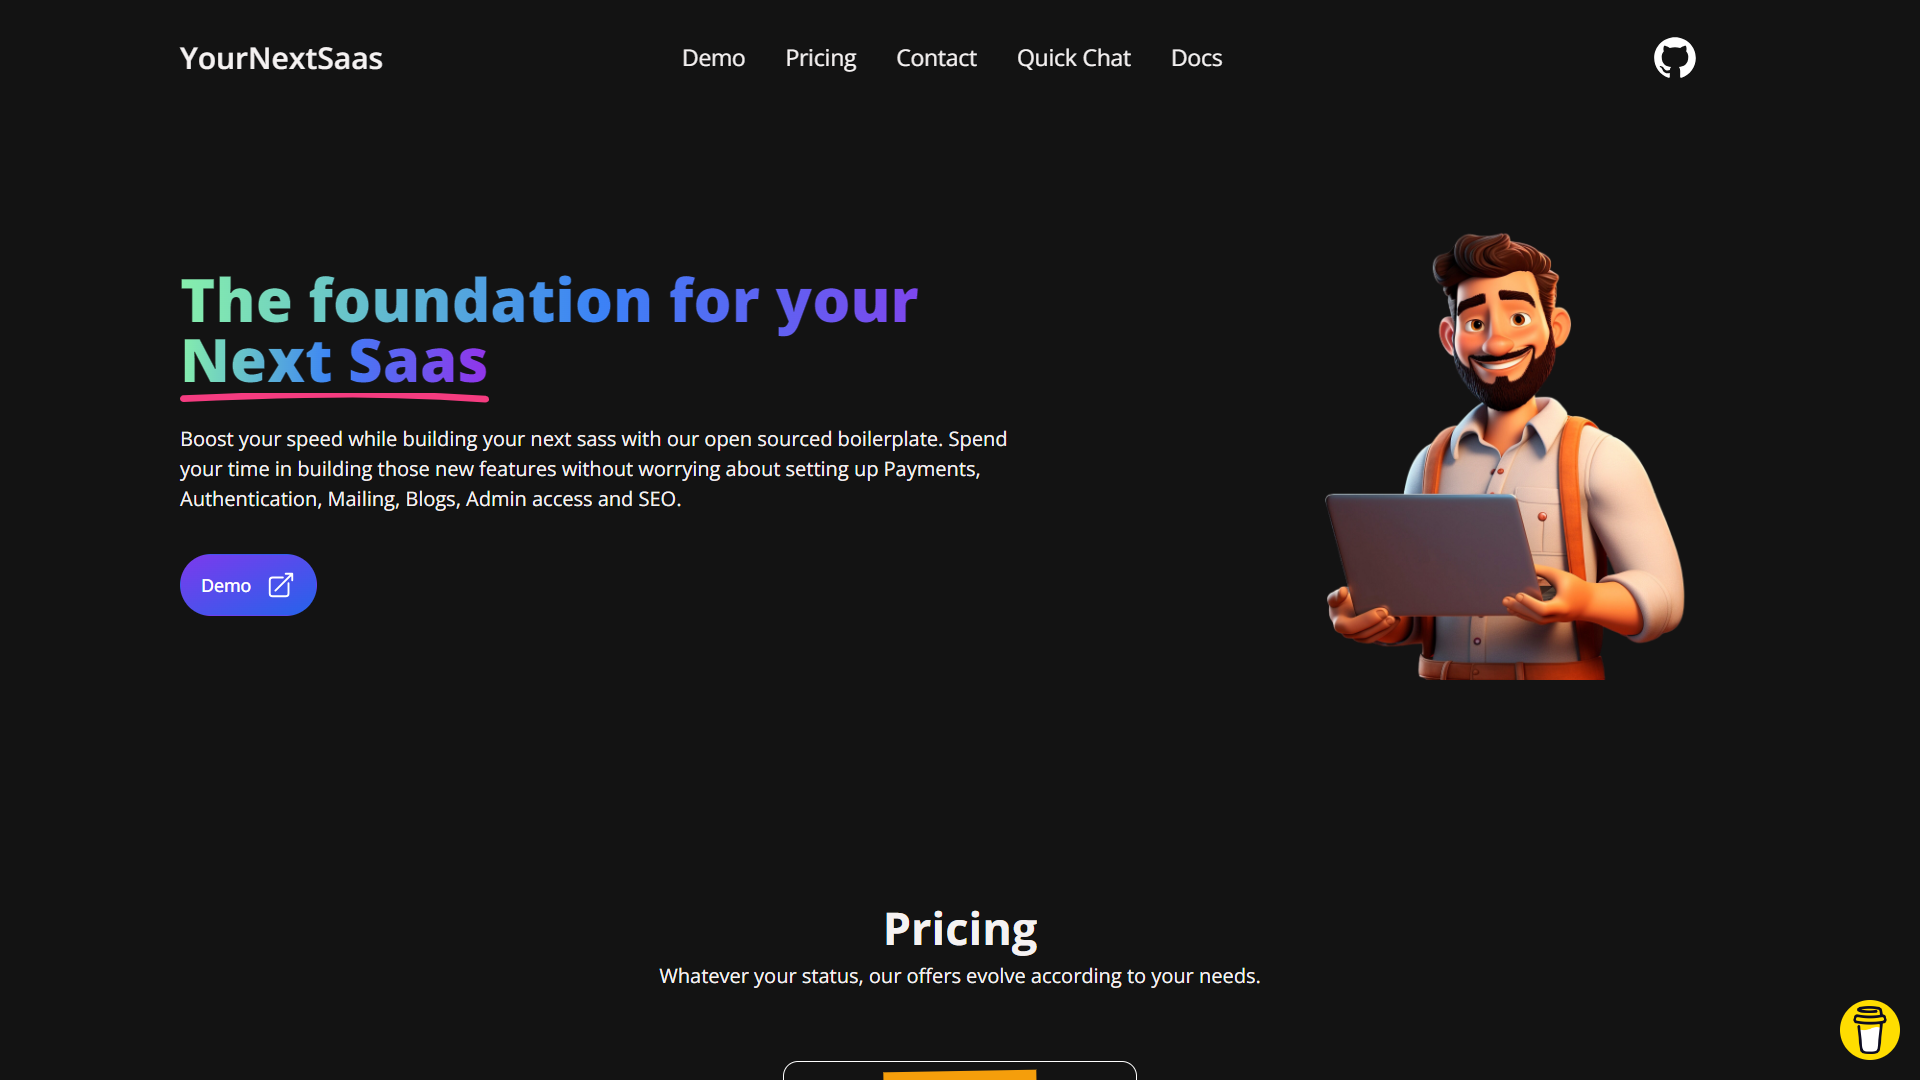 YourNextSaas
Demo
Pricing
Contact
Quick Chat
Docs
The foundation for your
Next Saas
Boost your speed while building your next sass with our open sourced boilerplate. Spend
your time in building those new features without worrying about setting up Payments,
Authentication, Mailing, Blogs, Admin access and SEO.
Demo
Pricing
Whatever your status, our offers evolve according to your needs.